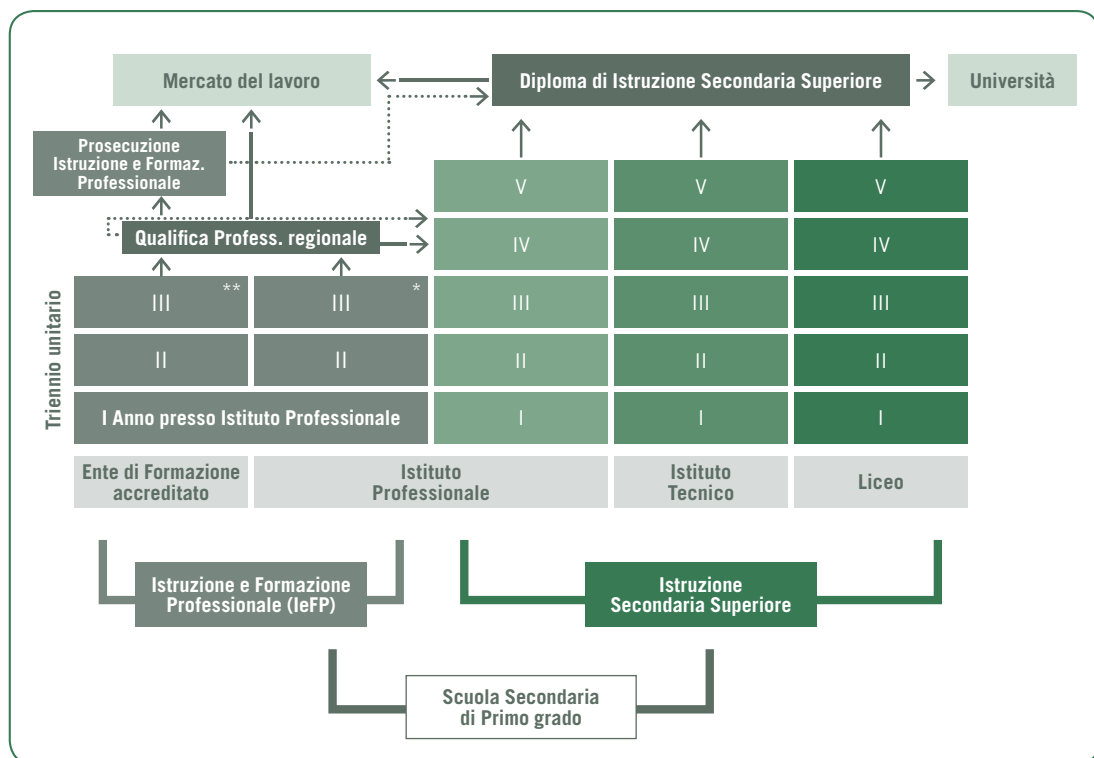 Mercato del lavoro
Diploma di Istruzione Secondaria Superiore
Università
Prosecuzione
Istruzione e Formaz.
Professionale
Qualifica Profess. regionale
V
V
V
IV
IV
IV
Triennio unitario
III **
III *
III
III
III
II
II
II
II
II
I Anno presso Istituto Professionale
I
I
I
Ente di Formazione
accreditato
Istituto
Professionale
Istituto
Tecnico
Liceo
Istruzione e Formazione
Professionale (IeFP)
Istruzione
Secondaria Superiore
Scuola Secondaria
di Primo grado